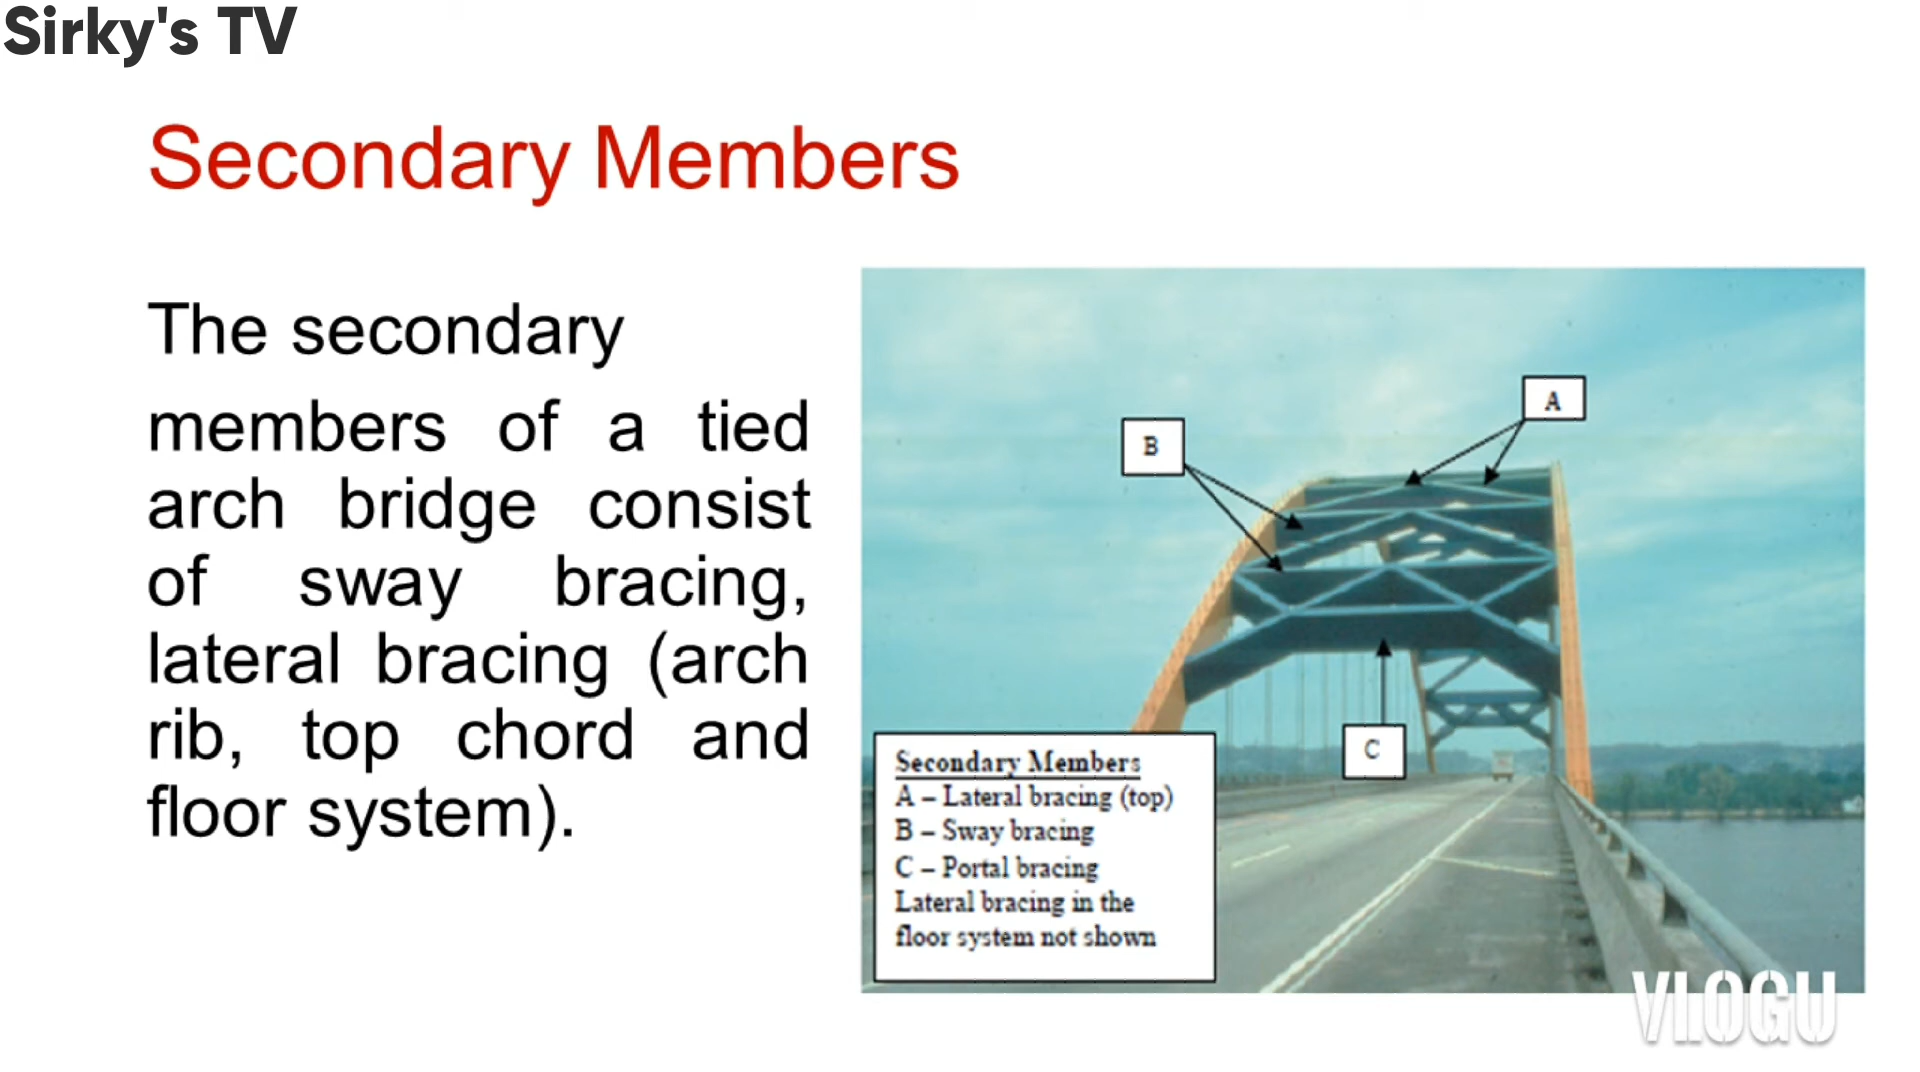 Sirky's TV
Secondary Members
The secondary
members of a tied
arch bridge consist
of sway bracing,
lateral bracing (arch
rib, top chord and
floor system).
A
B
C
Secondary Members
A – Lateral bracing (top)
B – Sway bracing
C – Portal bracing
Lateral bracing in the
floor system not shown
VLOGU